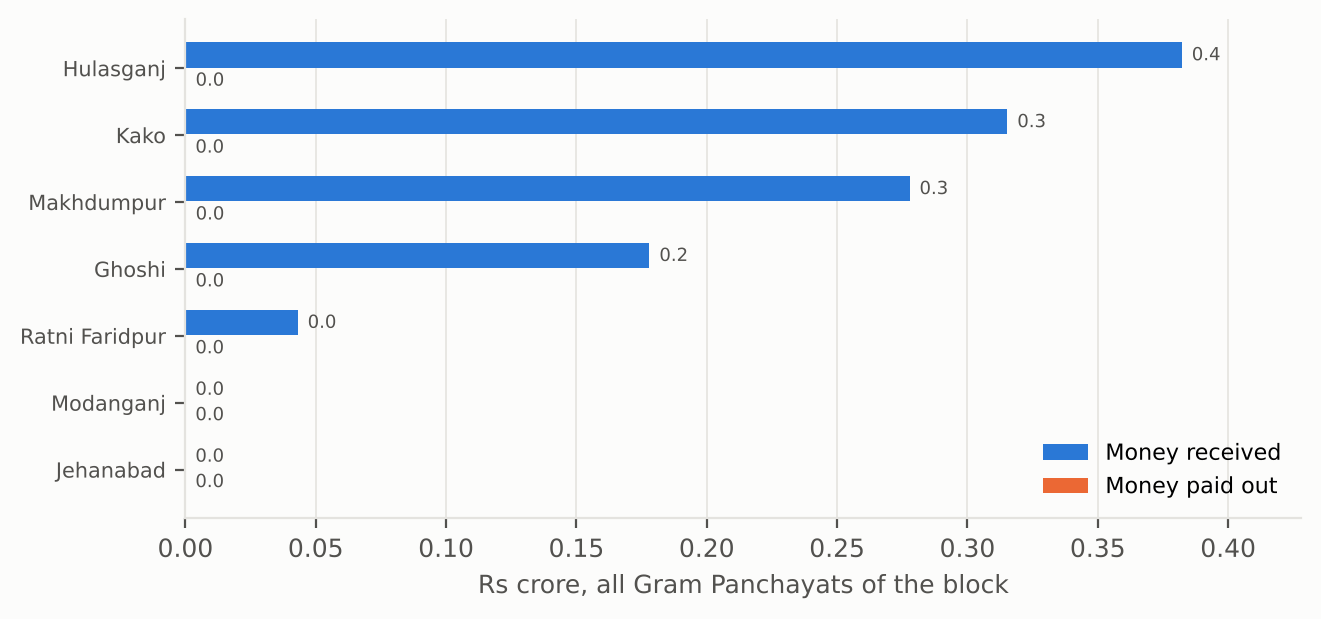 Hulasganj
0.4
0.0
Kako
0.3
0.0
Makhdumpur
0.3
0.0
Ghoshi
0.2
0.0
Ratni Faridpur
0.0
0.0
Modanganj
0.0
0.0
Jehanabad
0.0
0.0
Money received
Money paid out
0.00 0.05 0.10 0.15 0.20 0.25 0.30 0.35 0.40
Rs crore, all Gram Panchayats of the block